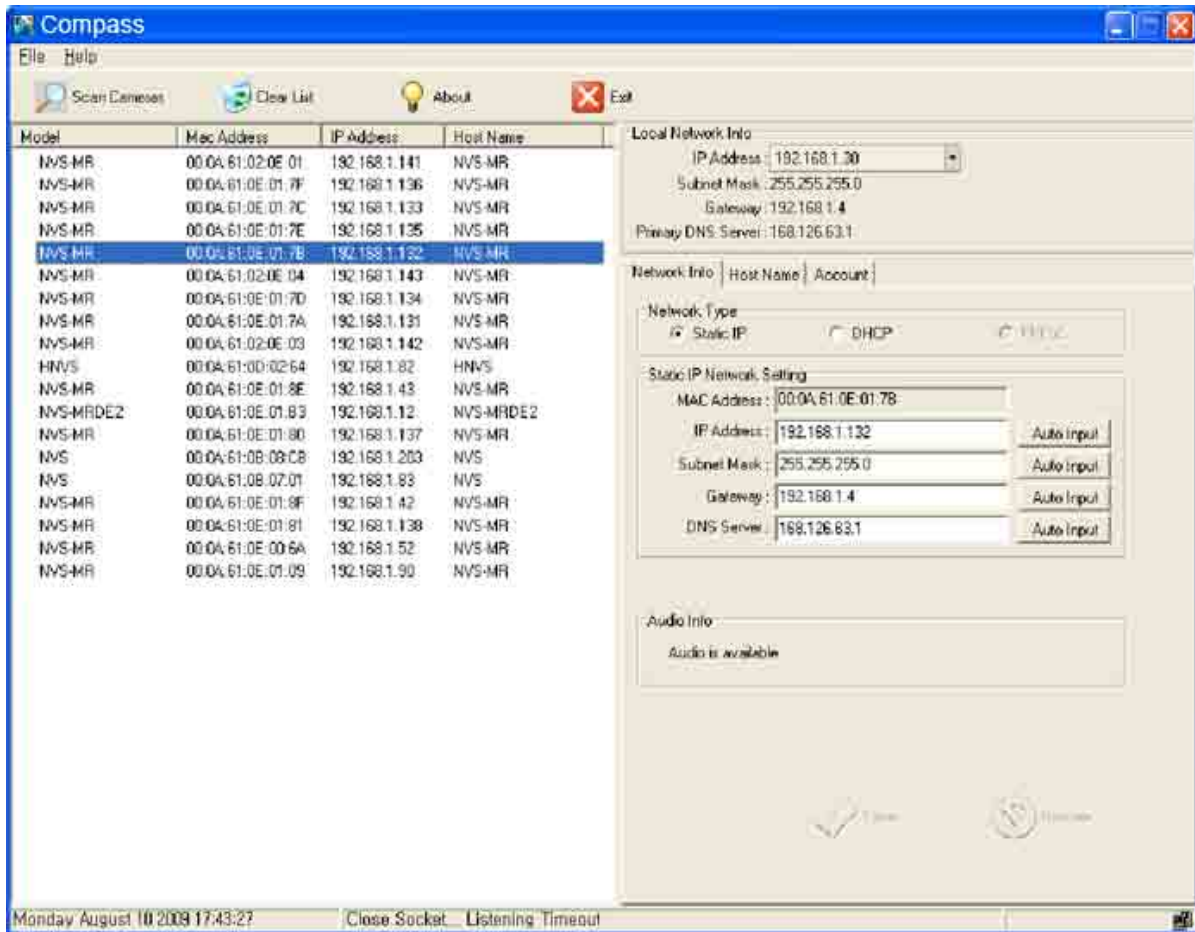 Compass
File Help
Scan Cameras Clear List About Exit
Model Mac Address IP Address Host Name
NVS-MR 00:0A:61:02:0E:01 192.168.1.141 NVS-MR
NVS-MR 00:0A:61:0E:01:7F 192.168.1.136 NVS-MR
NVS-MR 00:0A:61:0E:01:7C 192.168.1.133 NVS-MR
NVS-MR 00:0A:61:0E:01:7E 192.168.1.135 NVS-MR
NVS-MR 00:0A:61:0E:01:7B 192.168.1.132 NVS-MR
NVS-MR 00:0A:61:02:0E:04 192.168.1.143 NVS-MR
NVS-MR 00:0A:61:0E:01:7D 192.168.1.134 NVS-MR
NVS-MR 00:0A:61:0E:01:7A 192.168.1.131 NVS-MR
NVS-MR 00:0A:61:02:0E:03 192.168.1.142 NVS-MR
HNVS 00:0A:61:0D:02:64 192.168.1.82 HNVS
NVS-MR 00:0A:61:0E:01:8E 192.168.1.43 NVS-MR
NVS-MRDE2 00:0A:61:0E:01:B3 192.168.1.12 NVS-MRDE2
NVS-MR 00:0A:61:0E:01:80 192.168.1.137 NVS-MR
NVS 00:0A:61:0B:08:CB 192.168.1.203 NVS
NVS 00:0A:61:0B:07:01 192.168.1.83 NVS
NVS-MR 00:0A:61:0E:01:8F 192.168.1.42 NVS-MR
NVS-MR 00:0A:61:0E:01:81 192.168.1.138 NVS-MR
NVS-MR 00:0A:61:0E:00:6A 192.168.1.52 NVS-MR
NVS-MR 00:0A:61:0E:01:09 192.168.1.90 NVS-MR
Local Network Info
IP Address : 192.168.1.30
Subnet Mask : 255.255.255.0
Gateway : 192.168.1.4
Primary DNS Server : 168.126.63.1
Network Info Host Name Account
Network Type
Static IP DHCP
Static IP Network Setting
MAC Address : 00:0A:61:0E:01:7B
IP Address : 192.168.1.132 Auto Input
Subnet Mask : 255.255.255.0 Auto Input
Gateway : 192.168.1.4 Auto Input
DNS Server : 168.126.63.1 Auto Input
Audio Info
Audio is available
Monday August 10 2009 17:43:27 Close Socket... Listening Timeout